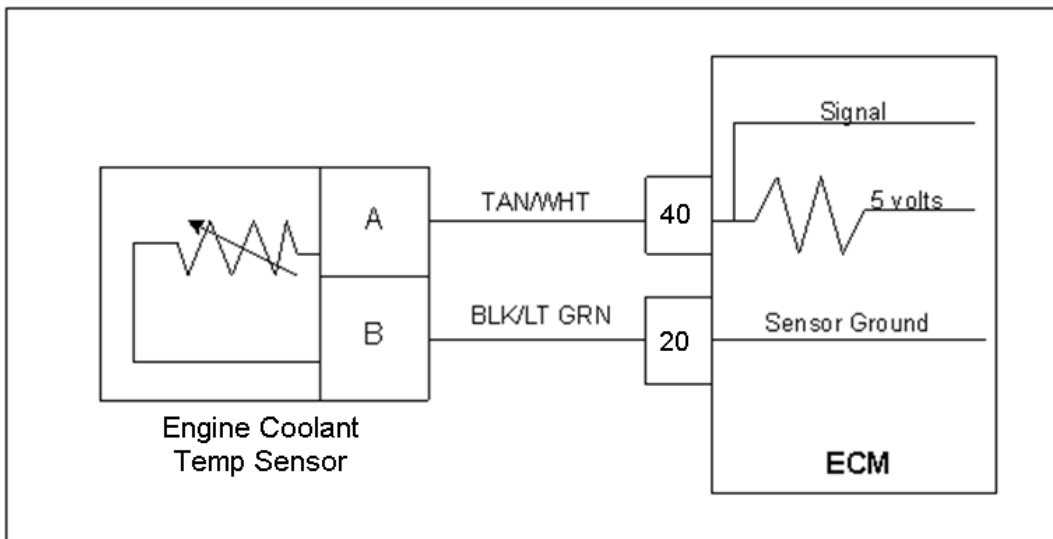 Signal
5 volts
TAN/WHT
40
A
BLK/LT GRN
20
Sensor Ground
B
Engine Coolant
Temp Sensor
ECM